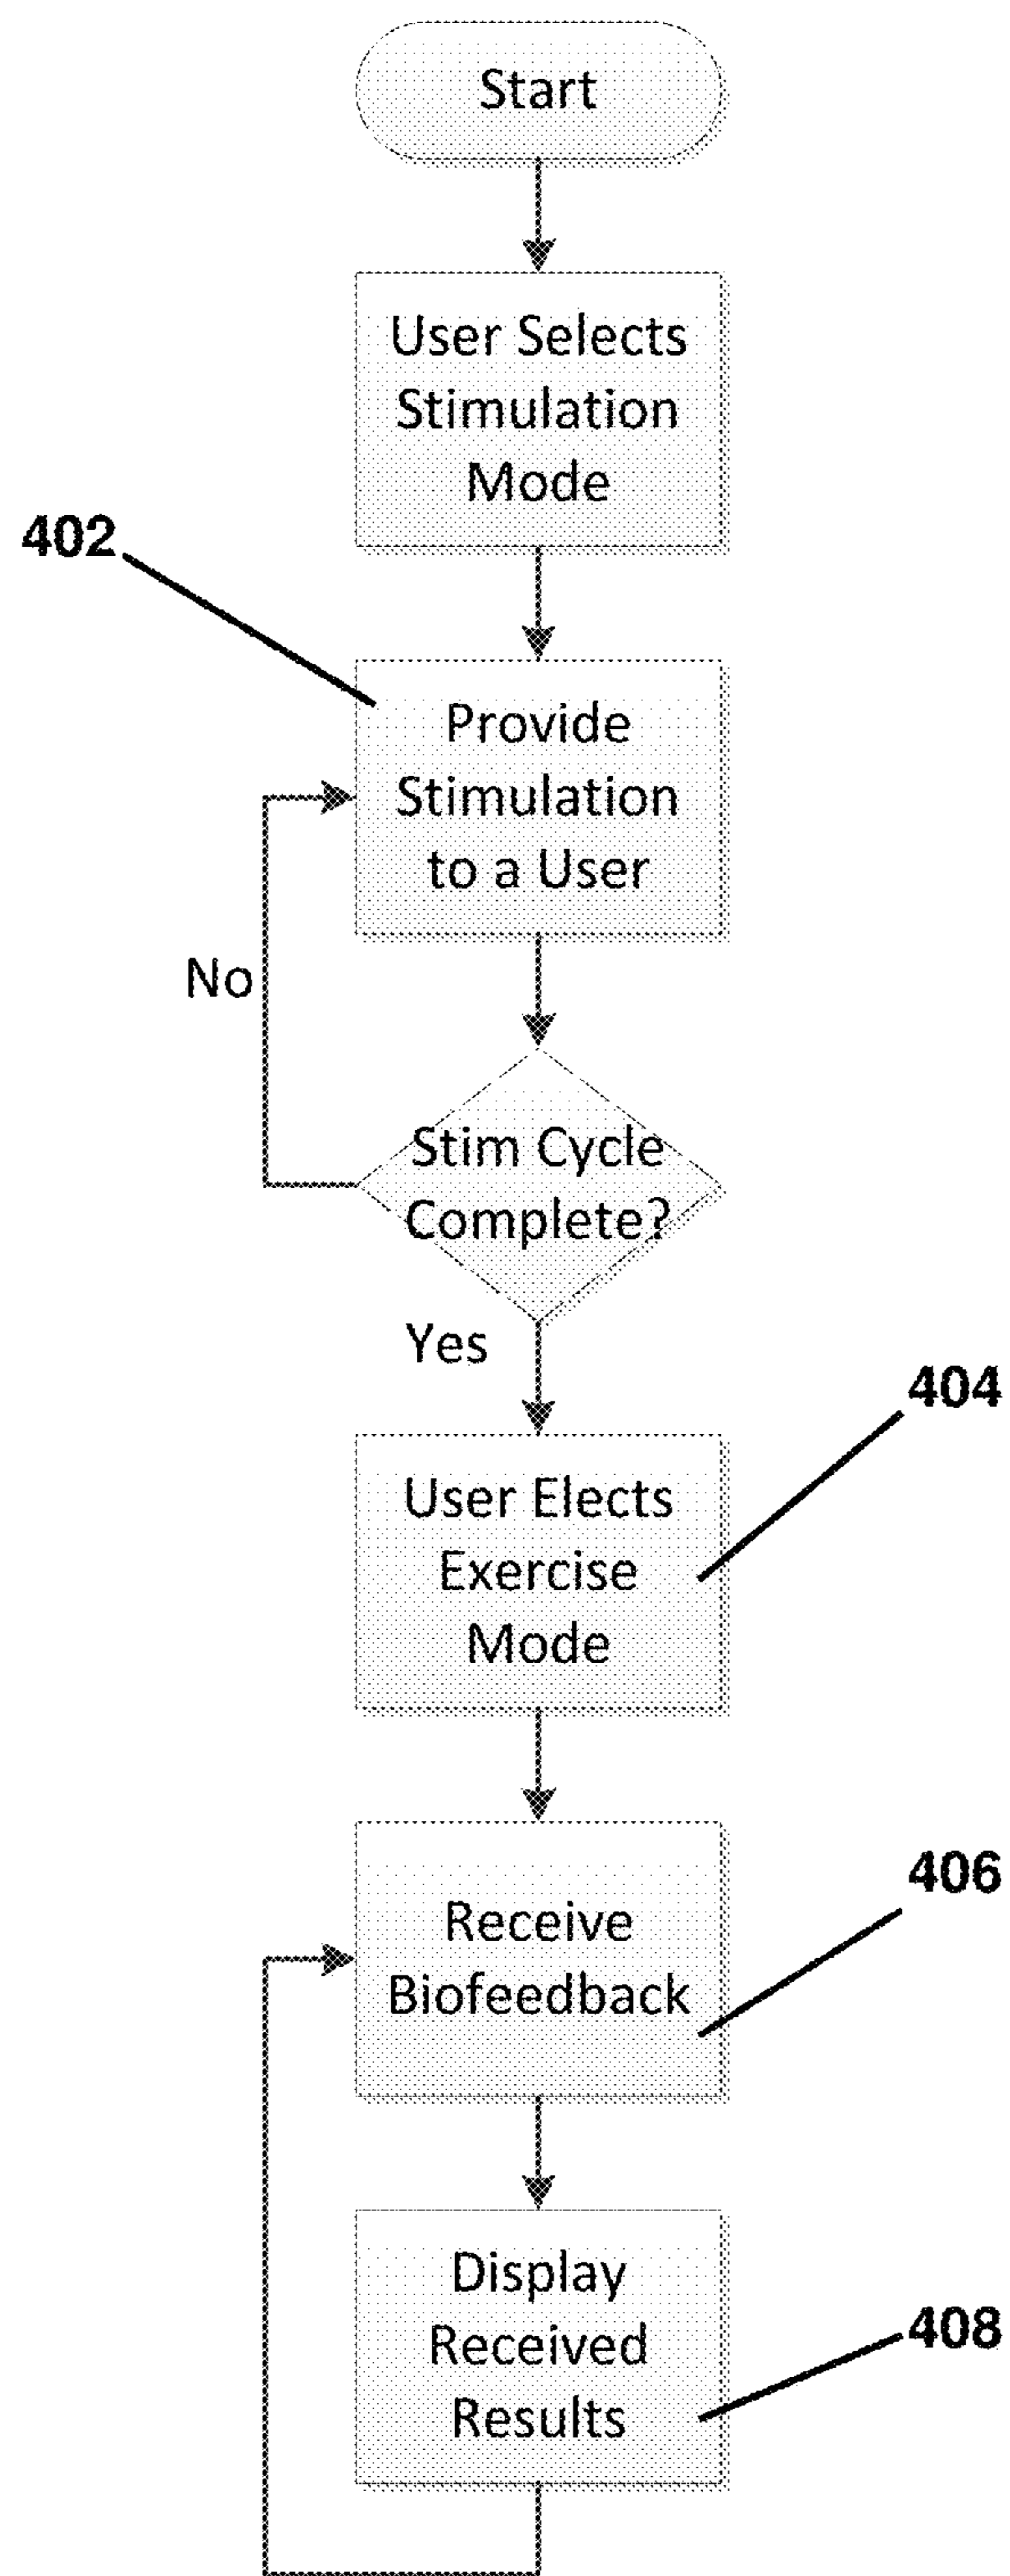 Start
User Selects
Stimulation
Mode
402
Provide
Stimulation
to a User
No
Stim Cycle
Complete?
Yes
404
User Elects
Exercise
Mode
406
Receive
Biofeedback
Display
Received
Results
408